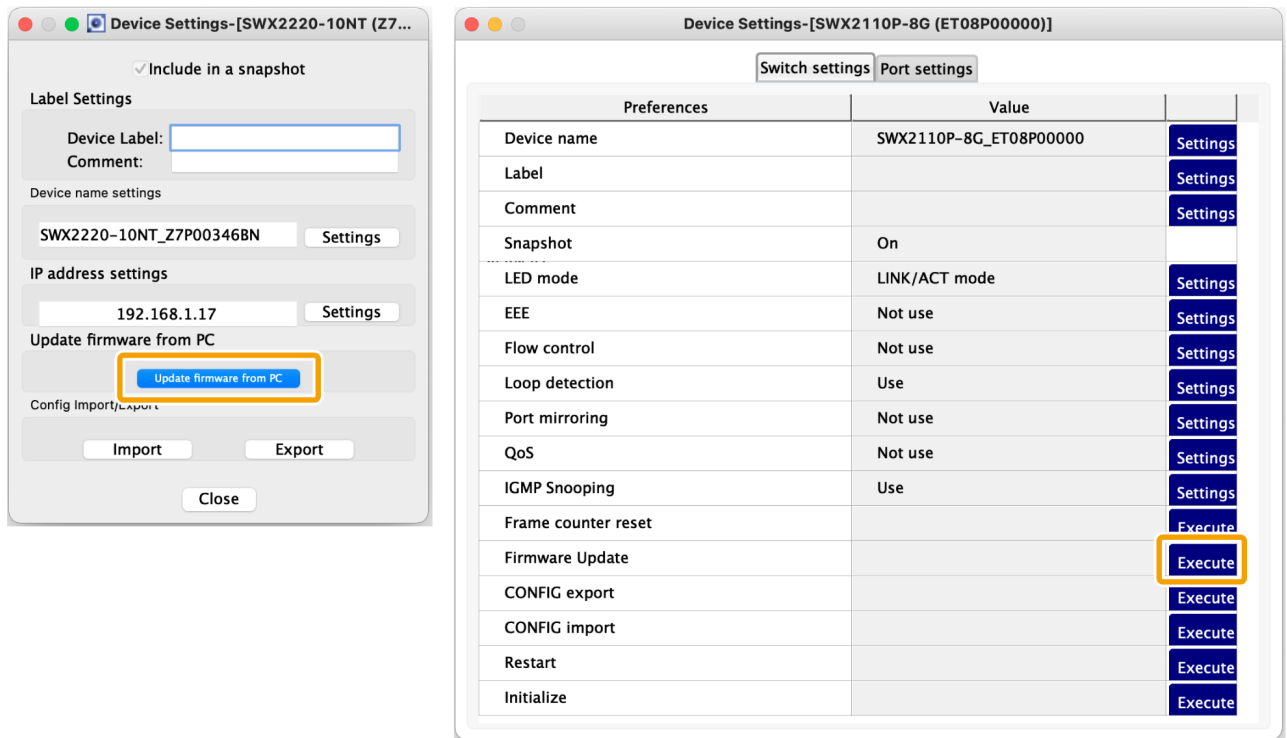 Device Settings-[SWX2220-10NT (Z7...
Include in a snapshot
Label Settings
Device Label:
Comment:
Device name settings
SWX2220-10NT_Z7P00346BN Settings
IP address settings
192.168.1.17 Settings
Update firmware from PC
Update firmware from PC
Config Import/Export
Import Export
Close
Device Settings-[SWX2110P-8G (ET08P00000)]
Switch settings Port settings
Preferences Value
Device name SWX2110P-8G_ET08P00000 Settings
Label Settings
Comment Settings
Snapshot On
LED mode LINK/ACT mode Settings
EEE Not use Settings
Flow control Not use Settings
Loop detection Use Settings
Port mirroring Not use Settings
QoS Not use Settings
IGMP Snooping Use Settings
Frame counter reset Execute
Firmware Update Execute
CONFIG export Execute
CONFIG import Execute
Restart Execute
Initialize Execute